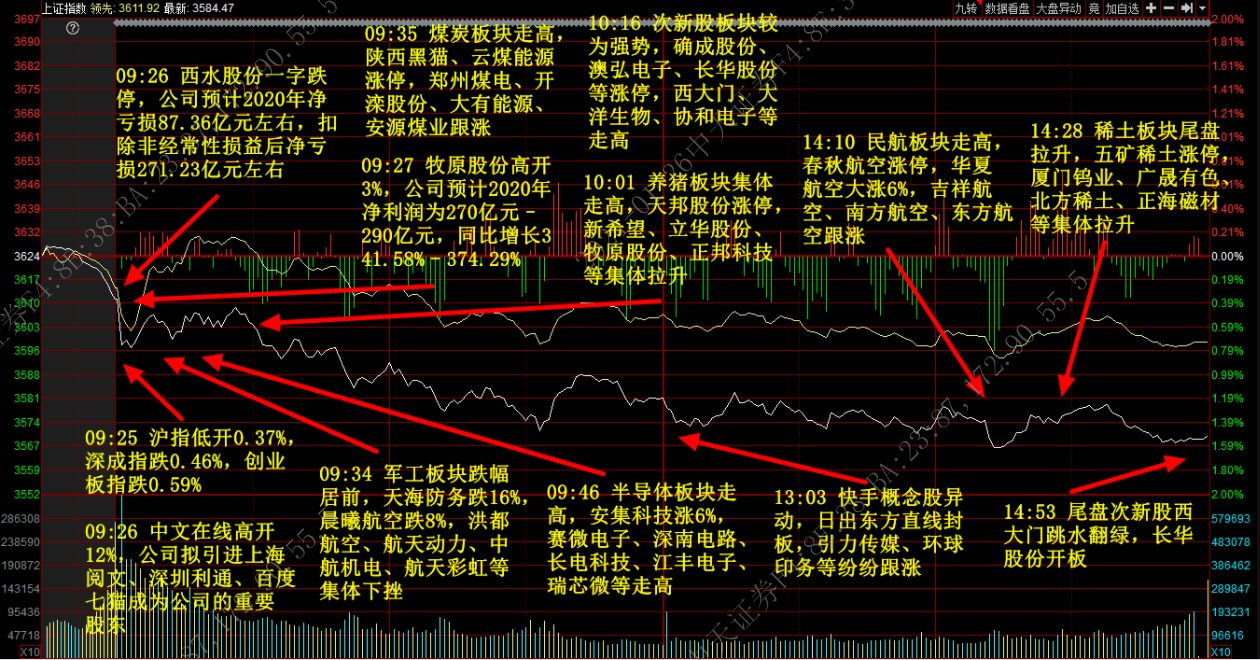 上证指数 领先: 3611.92 最新: 3584.47
九转 数据看盘 大盘异动 竞 加自选
3697
3690
3682
3675
3668
3661
3653
3646
3639
3632
3624
3617
3610
3603
3596
3588
3581
3574
3567
3559
3552
286308
238590
190872
143154
95436
47718
X10
09:26 西水股份一字跌
停，公司预计2020年净
亏损87.36亿元左右，扣
除非经常性损益后净亏
损271.23亿元左右
09:35 煤炭板块走高，
陕西黑猫、云煤能源
涨停，郑州煤电、开
滦股份、大有能源、
安源煤业跟涨
09:27 牧原股份高开
3%，公司预计2020年
净利润为270亿元－
290亿元，同比增长3
41.58%－374.29%
10:16 次新股板块较
为强势，确成股份、
澳弘电子、长华股份
等涨停，西大门、大
洋生物、协和电子等
走高
10:01 养猪板块集体
走高，天邦股份涨停，
新希望、立华股份、
牧原股份、正邦科技
等集体拉升
14:10 民航板块走高，
春秋航空涨停，华夏
航空大涨6%，吉祥航
空、南方航空、东方航
空跟涨
14:28 稀土板块尾盘
拉升，五矿稀土涨停，
厦门钨业、广晟有色、
北方稀土、正海磁材
等集体拉升
09:25 沪指低开0.37%，
深成指跌0.46%，创业
板指跌0.59%
09:26 中文在线高开
12%，公司拟引进上海
阅文、深圳利通、百度
七猫成为公司的重要
股东
09:34 军工板块跌幅
居前，天海防务跌16%，
晨曦航空跌8%，洪都
航空、航天动力、中
航机电、航天彩虹等
集体下挫
09:46 半导体板块走
高，安集科技涨6%，
赛微电子、深南电路、
长电科技、江丰电子、
瑞芯微等走高
13:03 快手概念股异
动，日出东方直线封
板，引力传媒、环球
印务等纷纷跟涨
14:53 尾盘次新股西
大门跳水翻绿，长华
股份开板
2.00%
1.81%
1.61%
1.41%
1.21%
1.01%
0.81%
0.61%
0.40%
0.21%
0.00%
0.19%
0.39%
0.59%
0.79%
0.99%
1.19%
1.39%
1.59%
1.80%
2.00%
579693
483078
386462
289847
193231
96616
X10